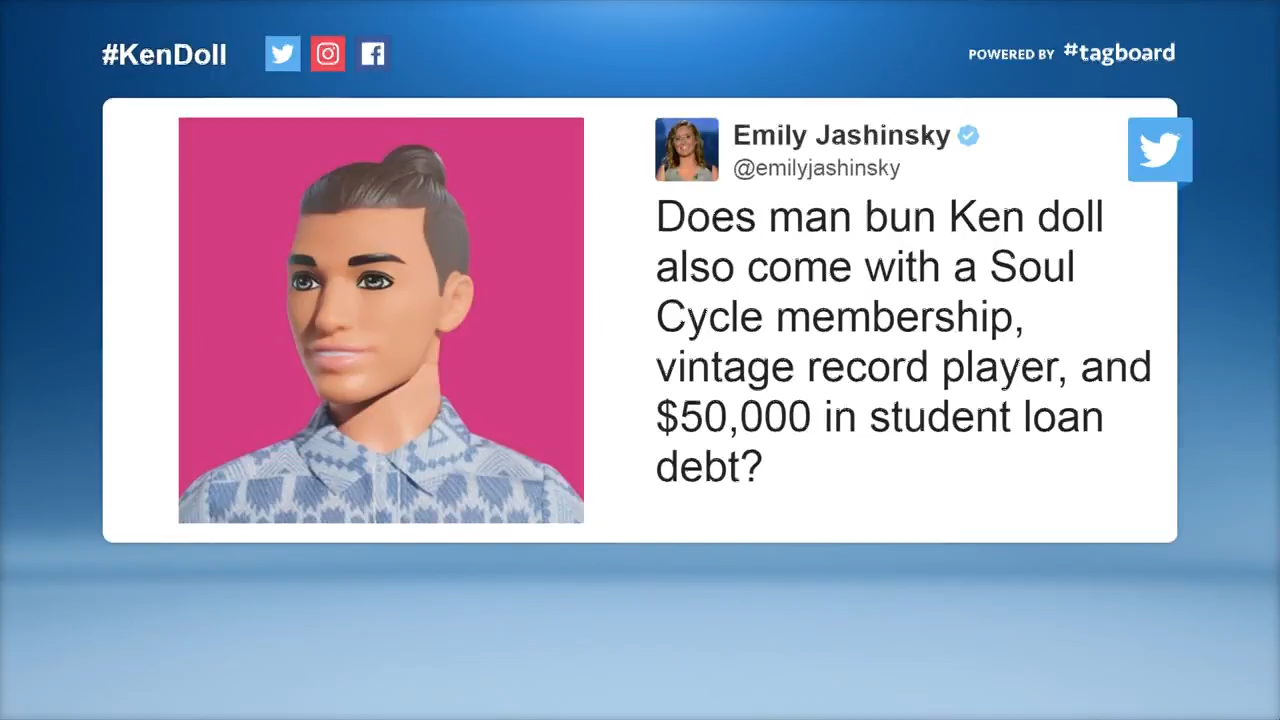 #KenDoll
POWERED BY #tagboard
Emily Jashinsky
@emilyjashinsky
Does man bun Ken doll
also come with a Soul
Cycle membership,
vintage record player, and
$50,000 in student loan
debt?